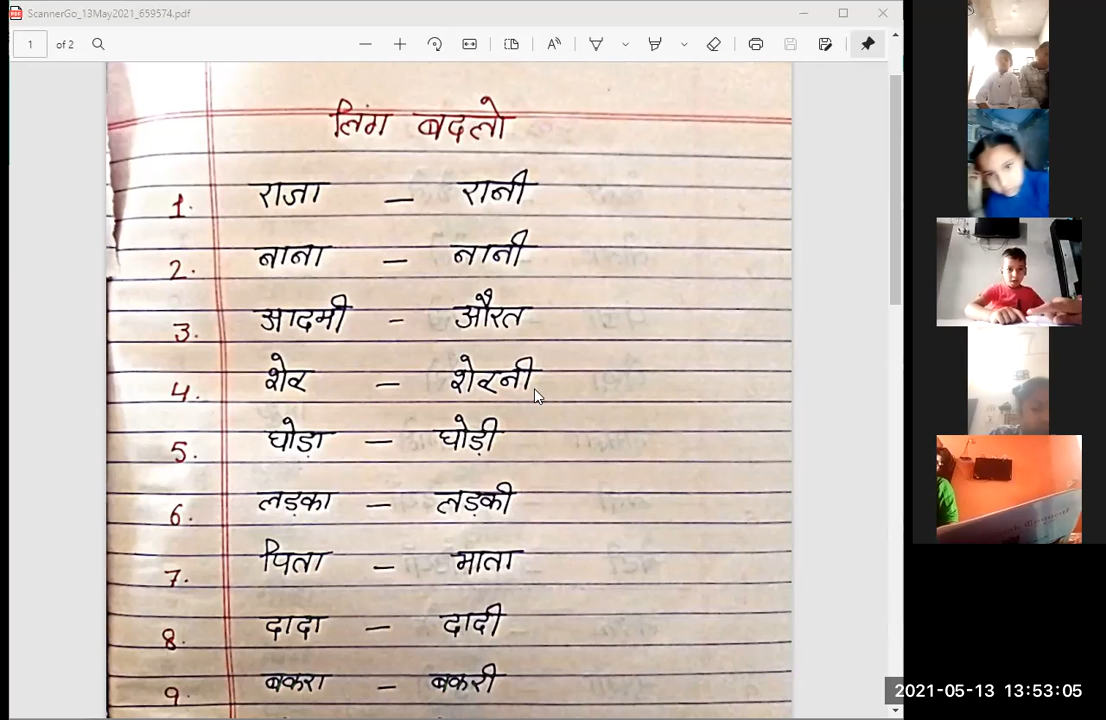 ScannerGo_13May2021_659574.pdf
1 of 2
लिंग बदलो
1. राजा — रानी
2. नाना — नानी
3. आदमी - औरत
4. शेर — शेरनी
5. घोड़ा — घोड़ी
6. लड़का — लड़की
7. पिता — माता
8. दादा — दादी
9. बकरा — बकरी
2021-05-13 13:53:05